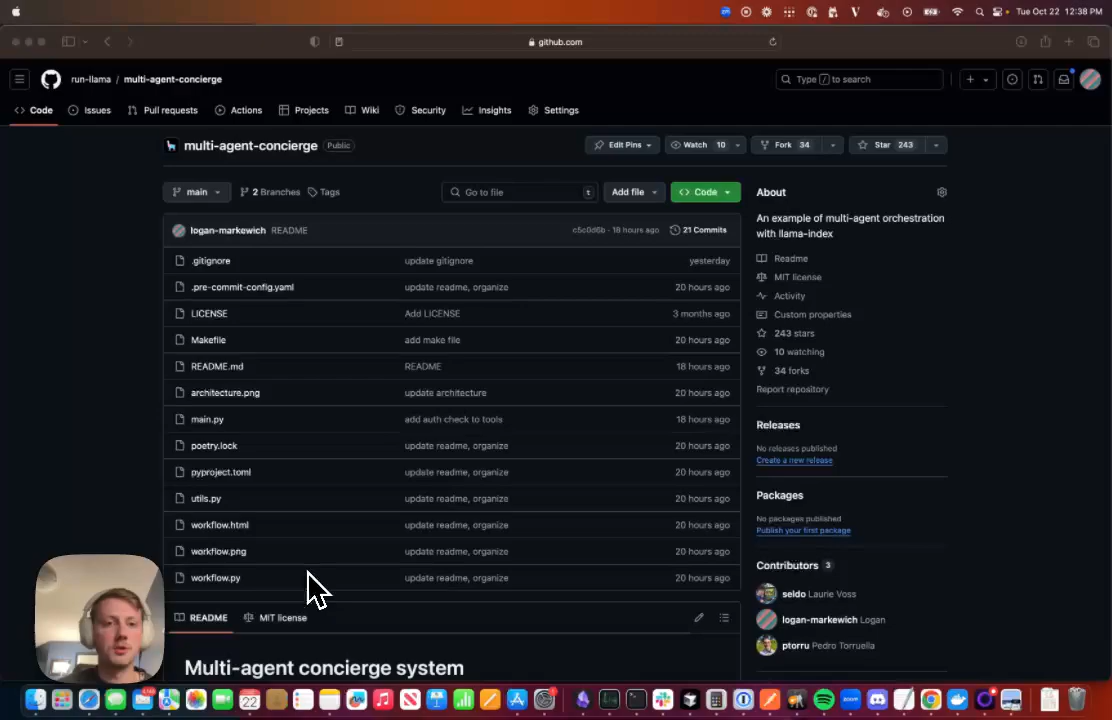 Tue Oct 22 12:38 PM
github.com
run-llama / multi-agent-concierge
Type / to search
Code Issues Pull requests Actions Projects Wiki Security Insights Settings
multi-agent-concierge Public
Edit Pins Watch 10 Fork 34 Star 243
main 2 Branches Tags Go to file t Add file Code
logan-markewich README c5c0d6b · 18 hours ago 21 Commits
.gitignore update gitignore yesterday
.pre-commit-config.yaml update readme, organize 20 hours ago
LICENSE Add LICENSE 3 months ago
Makefile add make file 20 hours ago
README.md README 18 hours ago
architecture.png update architecture 20 hours ago
main.py add auth check to tools 18 hours ago
poetry.lock update readme, organize 20 hours ago
pyproject.toml update readme, organize 20 hours ago
utils.py update readme, organize 20 hours ago
workflow.html update readme, organize 20 hours ago
workflow.png update readme, organize 20 hours ago
workflow.py update readme, organize 20 hours ago
README MIT license
Multi-agent concierge system
About
An example of multi-agent orchestration
with llama-index
Readme
MIT license
Activity
Custom properties
243 stars
10 watching
34 forks
Report repository
Releases
No releases published
Create a new release
Packages
No packages published
Publish your first package
Contributors 3
seldo Laurie Voss
logan-markewich Logan
ptorru Pedro Torruella
22
zoom